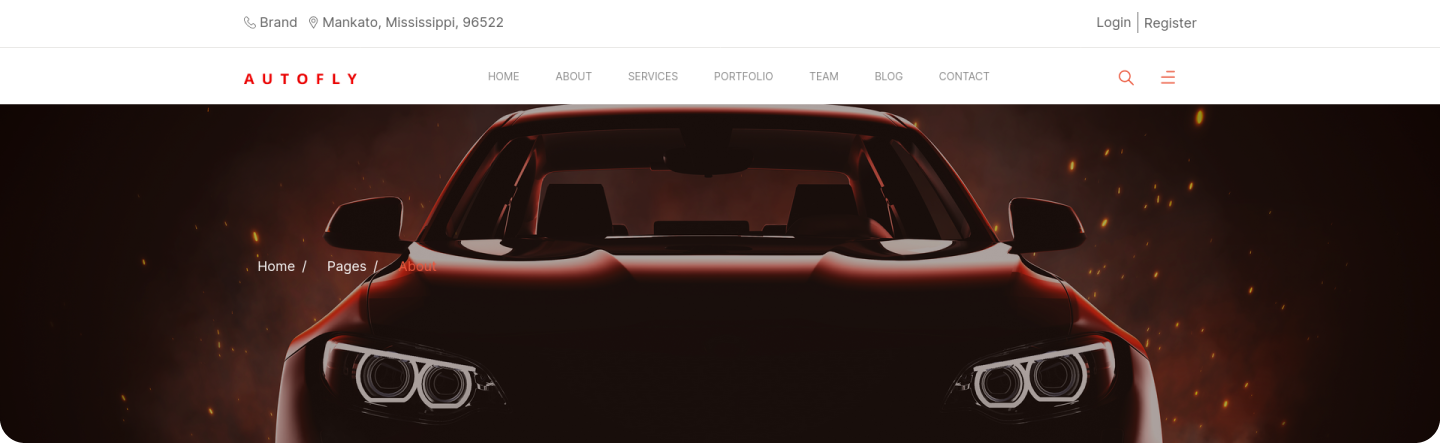 Brand Mankato, Mississippi, 96522 Login Register
AUTOFLY HOME ABOUT SERVICES PORTFOLIO TEAM BLOG CONTACT
Home / Pages / About